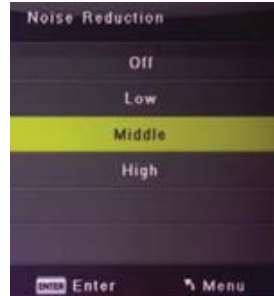 Noise Reduction
Off
Low
Middle
High
ENTER Enter Menu